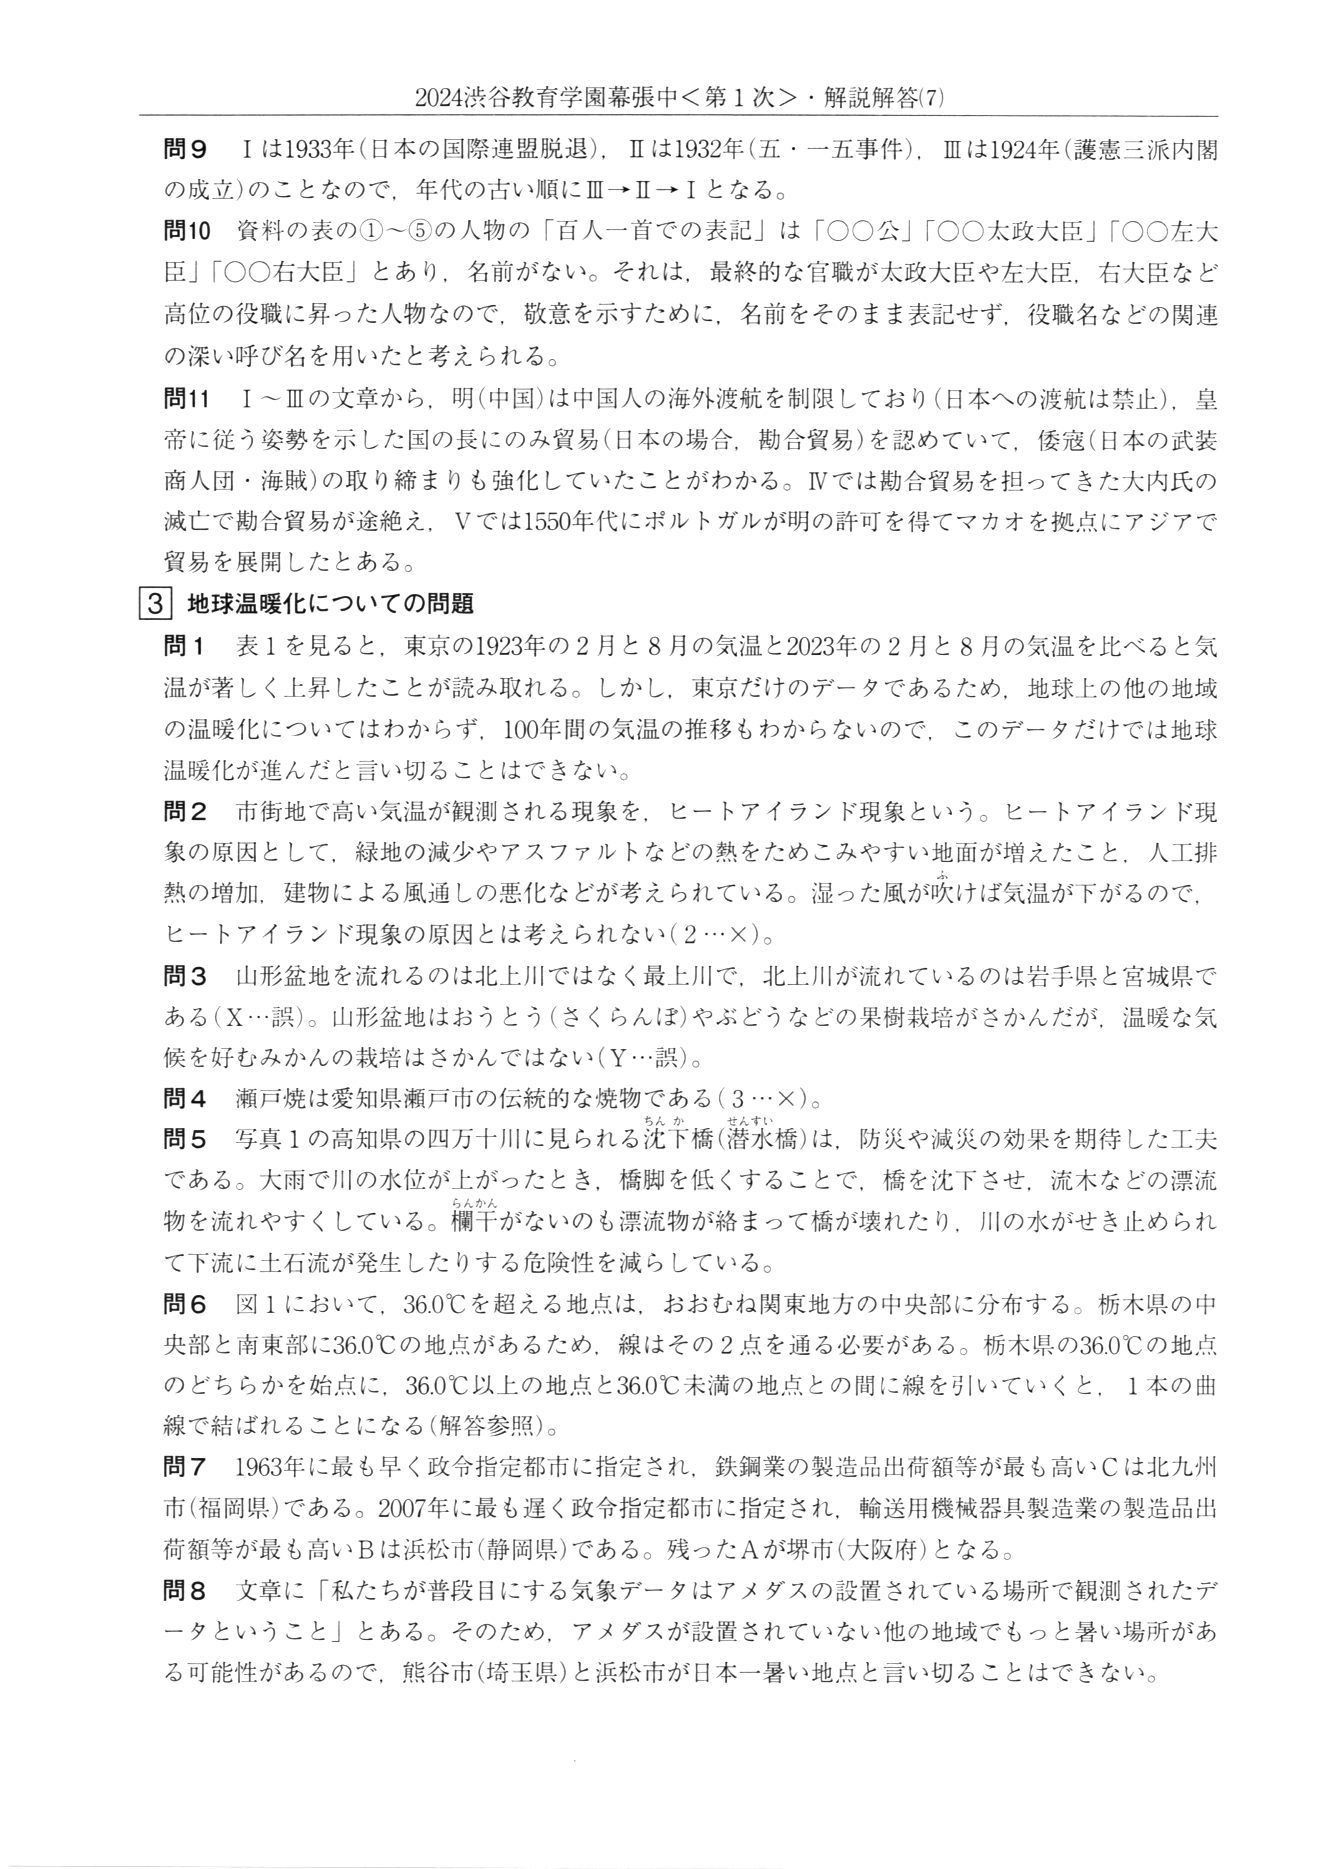 2024渋谷教育学園幕張中＜第１次＞・解説解答(7)
問９　Ⅰは1933年(日本の国際連盟脱退)，Ⅱは1932年(五・一五事件)，Ⅲは1924年(護憲三派内閣
の成立)のことなので，年代の古い順にⅢ→Ⅱ→Ⅰとなる。
問10　資料の表の①〜⑤の人物の「百人一首での表記」は「〇〇公」「〇〇太政大臣」「〇〇左大
臣」「〇〇右大臣」とあり，名前がない。それは，最終的な官職が太政大臣や左大臣，右大臣など
高位の役職に昇った人物なので，敬意を示すために，名前をそのまま表記せず，役職名などの関連
の深い呼び名を用いたと考えられる。
問11　Ⅰ〜Ⅲの文章から，明(中国)は中国人の海外渡航を制限しており(日本への渡航は禁止)，皇
帝に従う姿勢を示した国の長にのみ貿易(日本の場合，勘合貿易)を認めていて，倭寇(日本の武装
商人団・海賊)の取り締まりも強化していたことがわかる。Ⅳでは勘合貿易を担ってきた大内氏の
滅亡で勘合貿易が途絶え，Ⅴでは1550年代にポルトガルが明の許可を得てマカオを拠点にアジアで
貿易を展開したとある。
３　地球温暖化についての問題
問１　表１を見ると，東京の1923年の２月と８月の気温と2023年の２月と８月の気温を比べると気
温が著しく上昇したことが読み取れる。しかし，東京だけのデータであるため，地球上の他の地域
の温暖化についてはわからず，100年間の気温の推移もわからないので，このデータだけでは地球
温暖化が進んだと言い切ることはできない。
問２　市街地で高い気温が観測される現象を，ヒートアイランド現象という。ヒートアイランド現
象の原因として，緑地の減少やアスファルトなどの熱をためこみやすい地面が増えたこと，人工排
熱の増加，建物による風通しの悪化などが考えられている。湿った風が吹(ふ)けば気温が下がるので，
ヒートアイランド現象の原因とは考えられない(２…×)。
問３　山形盆地を流れるのは北上川ではなく最上川で，北上川が流れているのは岩手県と宮城県で
ある(Ｘ…誤)。山形盆地はおうとう(さくらんぼ)やぶどうなどの果樹栽培がさかんだが，温暖な気
候を好むみかんの栽培はさかんではない(Ｙ…誤)。
問４　瀬戸焼は愛知県瀬戸市の伝統的な焼物である(３…×)。
問５　写真１の高知県の四万十川に見られる沈下(ちんか)橋(潜水(せんすい)橋)は，防災や減災の効果を期待した工夫
である。大雨で川の水位が上がったとき，橋脚を低くすることで，橋を沈下させ，流木などの漂流
物を流れやすくしている。欄干(らんかん)がないのも漂流物が絡まって橋が壊れたり，川の水がせき止められ
て下流に土石流が発生したりする危険性を減らしている。
問６　図１において，36.0℃を超える地点は，おおむね関東地方の中央部に分布する。栃木県の中
央部と南東部に36.0℃の地点があるため，線はその２点を通る必要がある。栃木県の36.0℃の地点
のどちらかを始点に，36.0℃以上の地点と36.0℃未満の地点との間に線を引いていくと，１本の曲
線で結ばれることになる(解答参照)。
問７　1963年に最も早く政令指定都市に指定され，鉄鋼業の製造品出荷額等が最も高いＣは北九州
市(福岡県)である。2007年に最も遅く政令指定都市に指定され，輸送用機械器具製造業の製造品出
荷額等が最も高いＢは浜松市(静岡県)である。残ったＡが堺市(大阪府)となる。
問８　文章に「私たちが普段目にする気象データはアメダスの設置されている場所で観測されたデ
ータということ」とある。そのため，アメダスが設置されていない他の地域でもっと暑い場所があ
る可能性があるので，熊谷市(埼玉県)と浜松市が日本一暑い地点と言い切ることはできない。